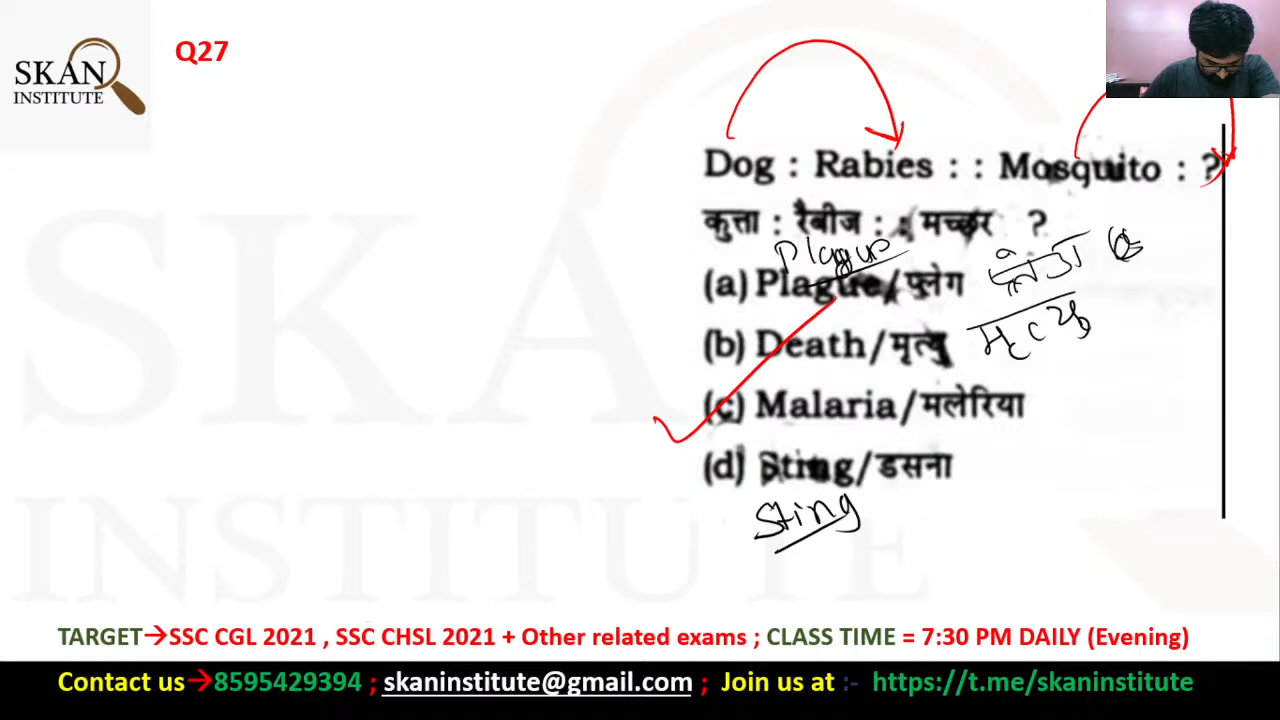 SKAN
INSTITUTE
Q27
Dog : Rabies : : Mosquito : ?
कुत्ता : रैबीज : : मच्छर ?
Plague
(a) Plague/प्लेग
प्लेग
(b) Death/मृत्यु
मृत्यु
(c) Malaria/मलेरिया
(d) Sting/डसना
Sting
SKAN
INSTITUTE
TARGET→SSC CGL 2021 , SSC CHSL 2021 + Other related exams ; CLASS TIME = 7:30 PM DAILY (Evening)
Contact us→8595429394 ; skaninstitute@gmail.com ; Join us at :- https://t.me/skaninstitute